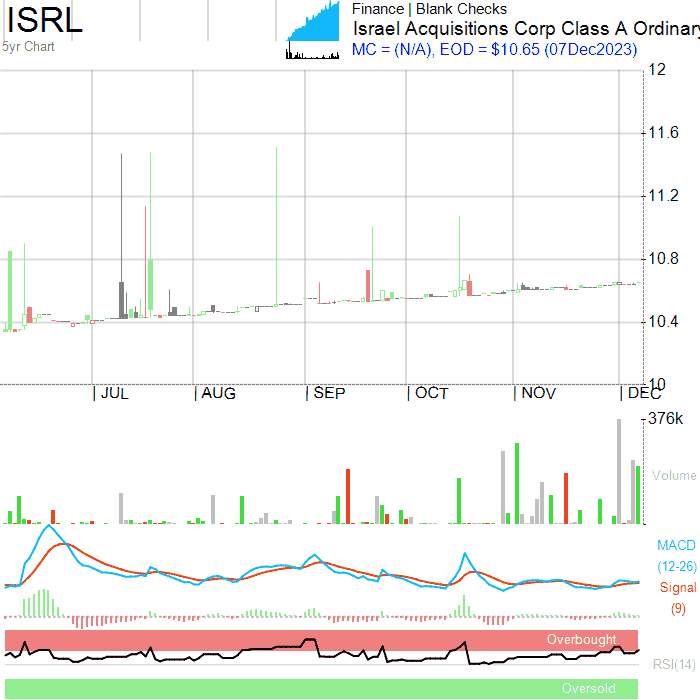 ISRL
5yr Chart
Finance | Blank Checks
Israel Acquisitions Corp Class A Ordinary
MC = (N/A), EOD = $10.65 (07Dec2023)
12
11.6
11.2
10.8
10.4
10
| JUL | AUG | SEP | OCT | NOV | DEC
376k
Volume
MACD
(12-26)
Signal
(9)
Overbought
RSI(14)
Oversold